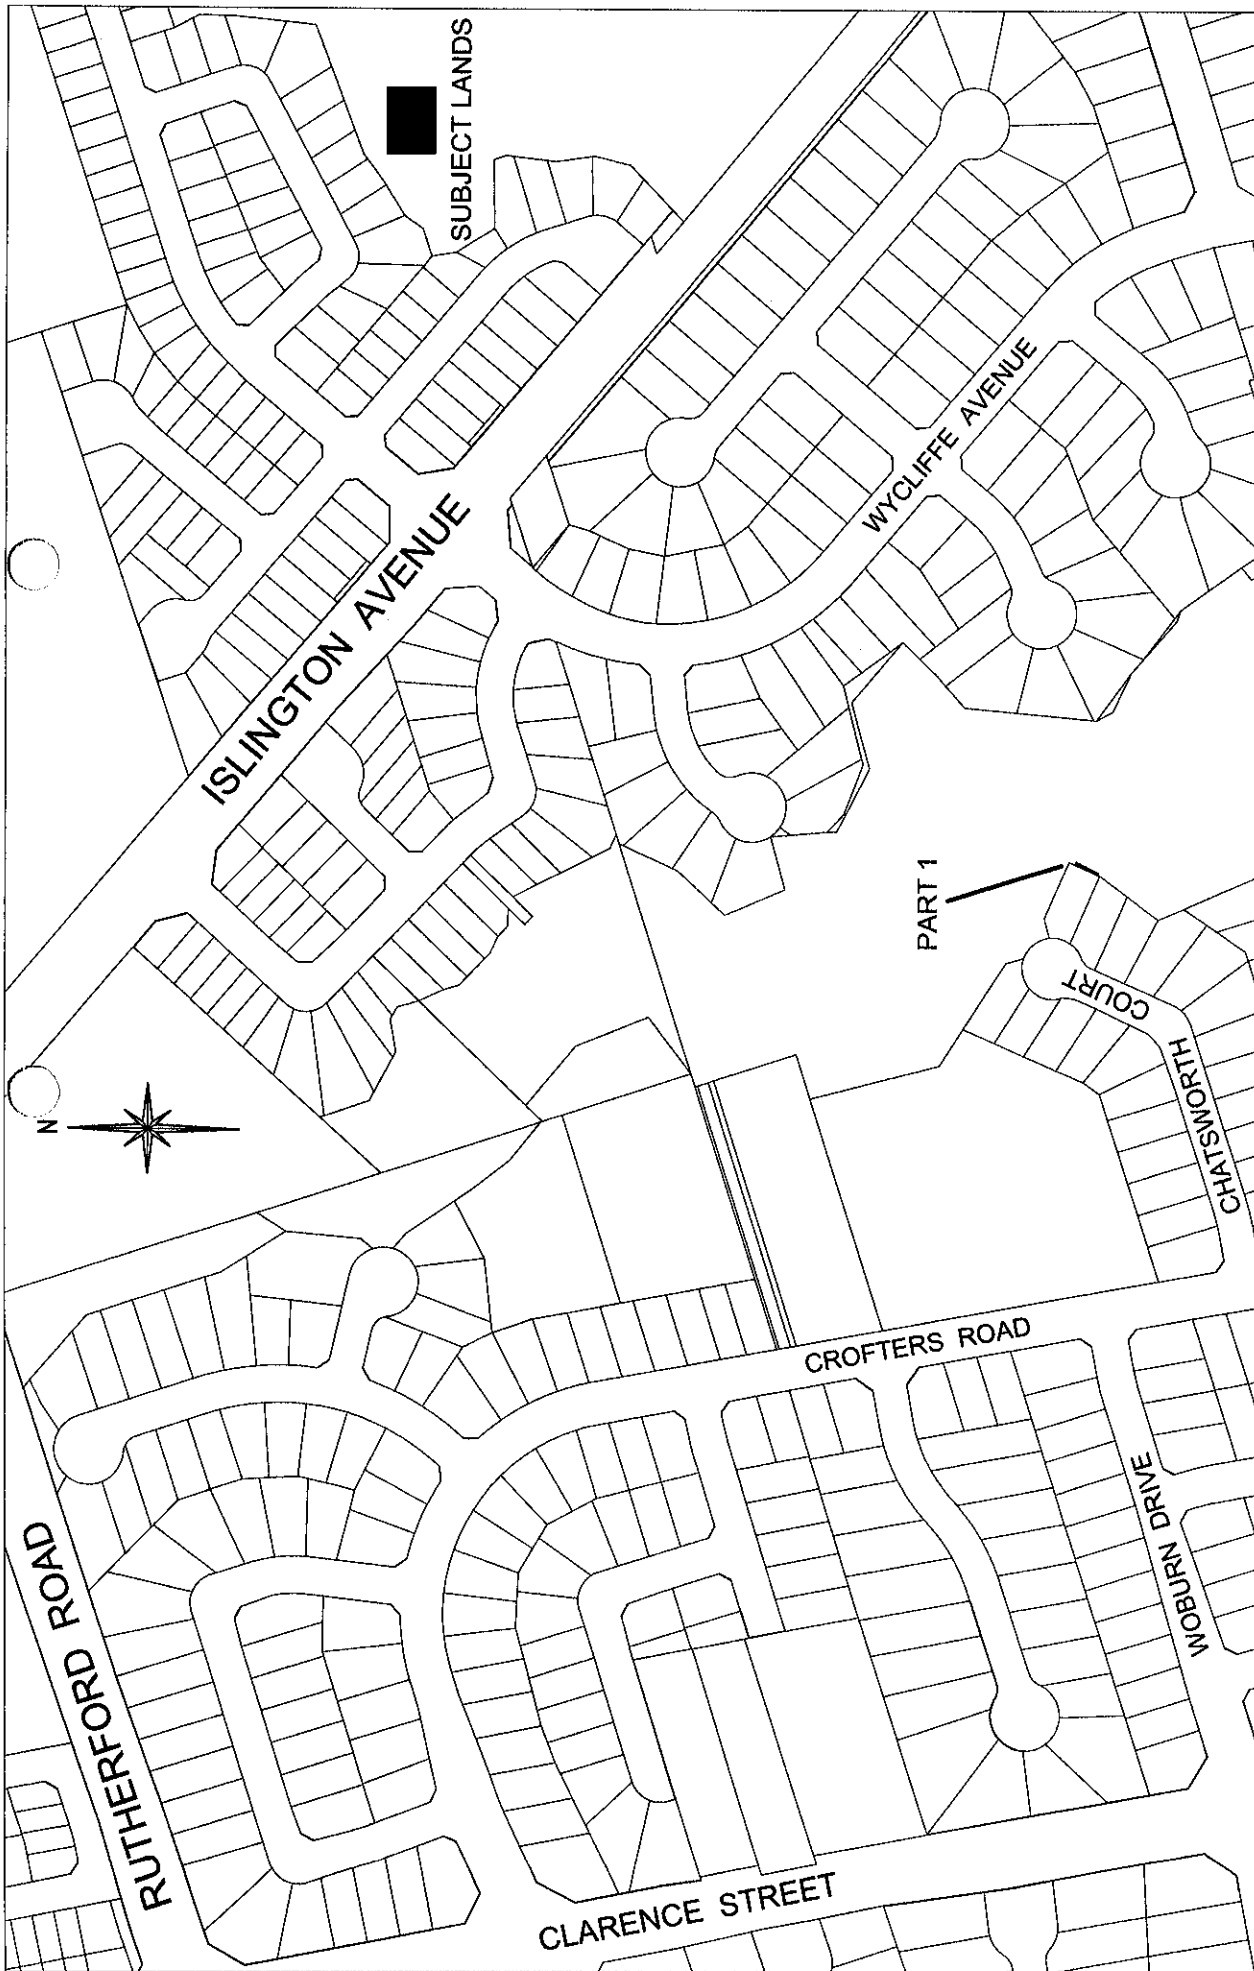 SUBJECT LANDS
ISLINGTON AVENUE
WYCLIFFE AVENUE
PART 1
N
COURT
CHATSWORTH
CROFTERS ROAD
RUTHERFORD ROAD
WOBURN DRIVE
CLARENCE STREET